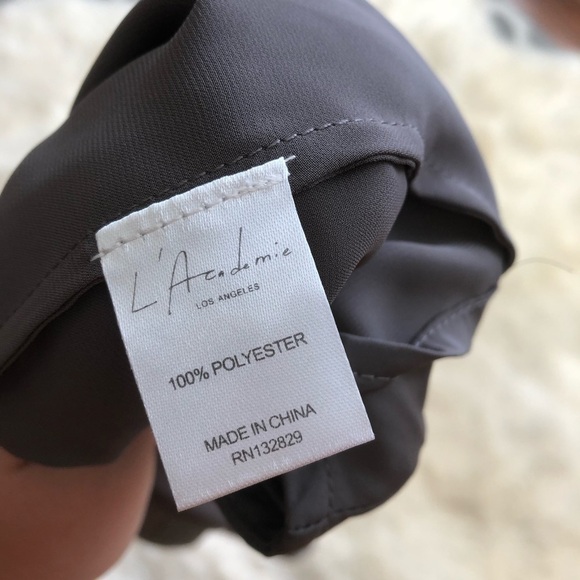 L'Academie
LOS ANGELES
100% POLYESTER
MADE IN CHINA
RN132829